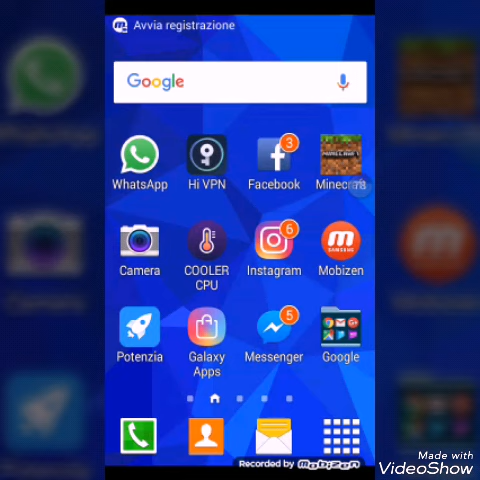 Avvia registrazione
Google
3
WhatsApp
Hi VPN
Facebook
6
Camera
COOLER CPU
Instagram
SAMSUNG
Mobizen
5
Potenzia
Galaxy Apps
Messenger
Google
Made with
VideoShow
Recorded by mobizen